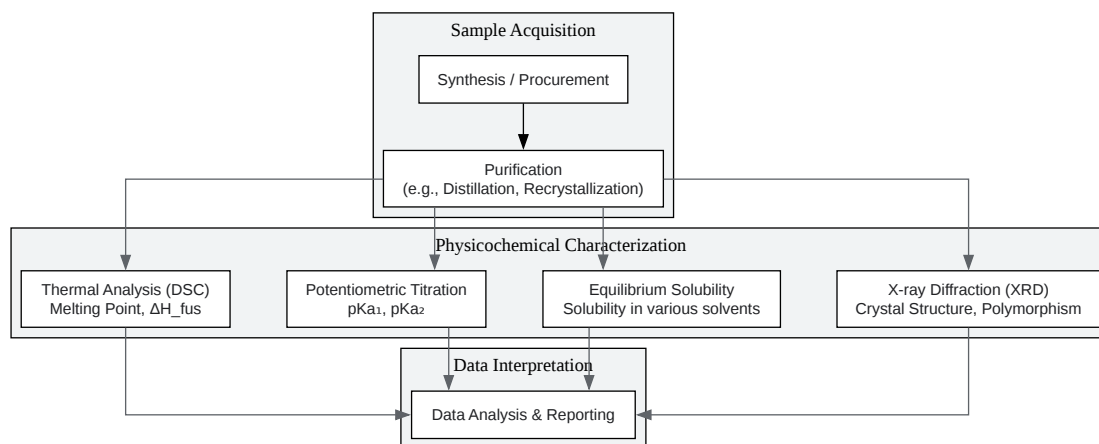 Sample Acquisition
Synthesis / Procurement
Purification
(e.g., Distillation, Recrystallization)
Physicochemical Characterization
Thermal Analysis (DSC)
Melting Point, ΔH_fus
Potentiometric Titration
pKa₁, pKa₂
Equilibrium Solubility
Solubility in various solvents
X-ray Diffraction (XRD)
Crystal Structure, Polymorphism
Data Interpretation
Data Analysis & Reporting